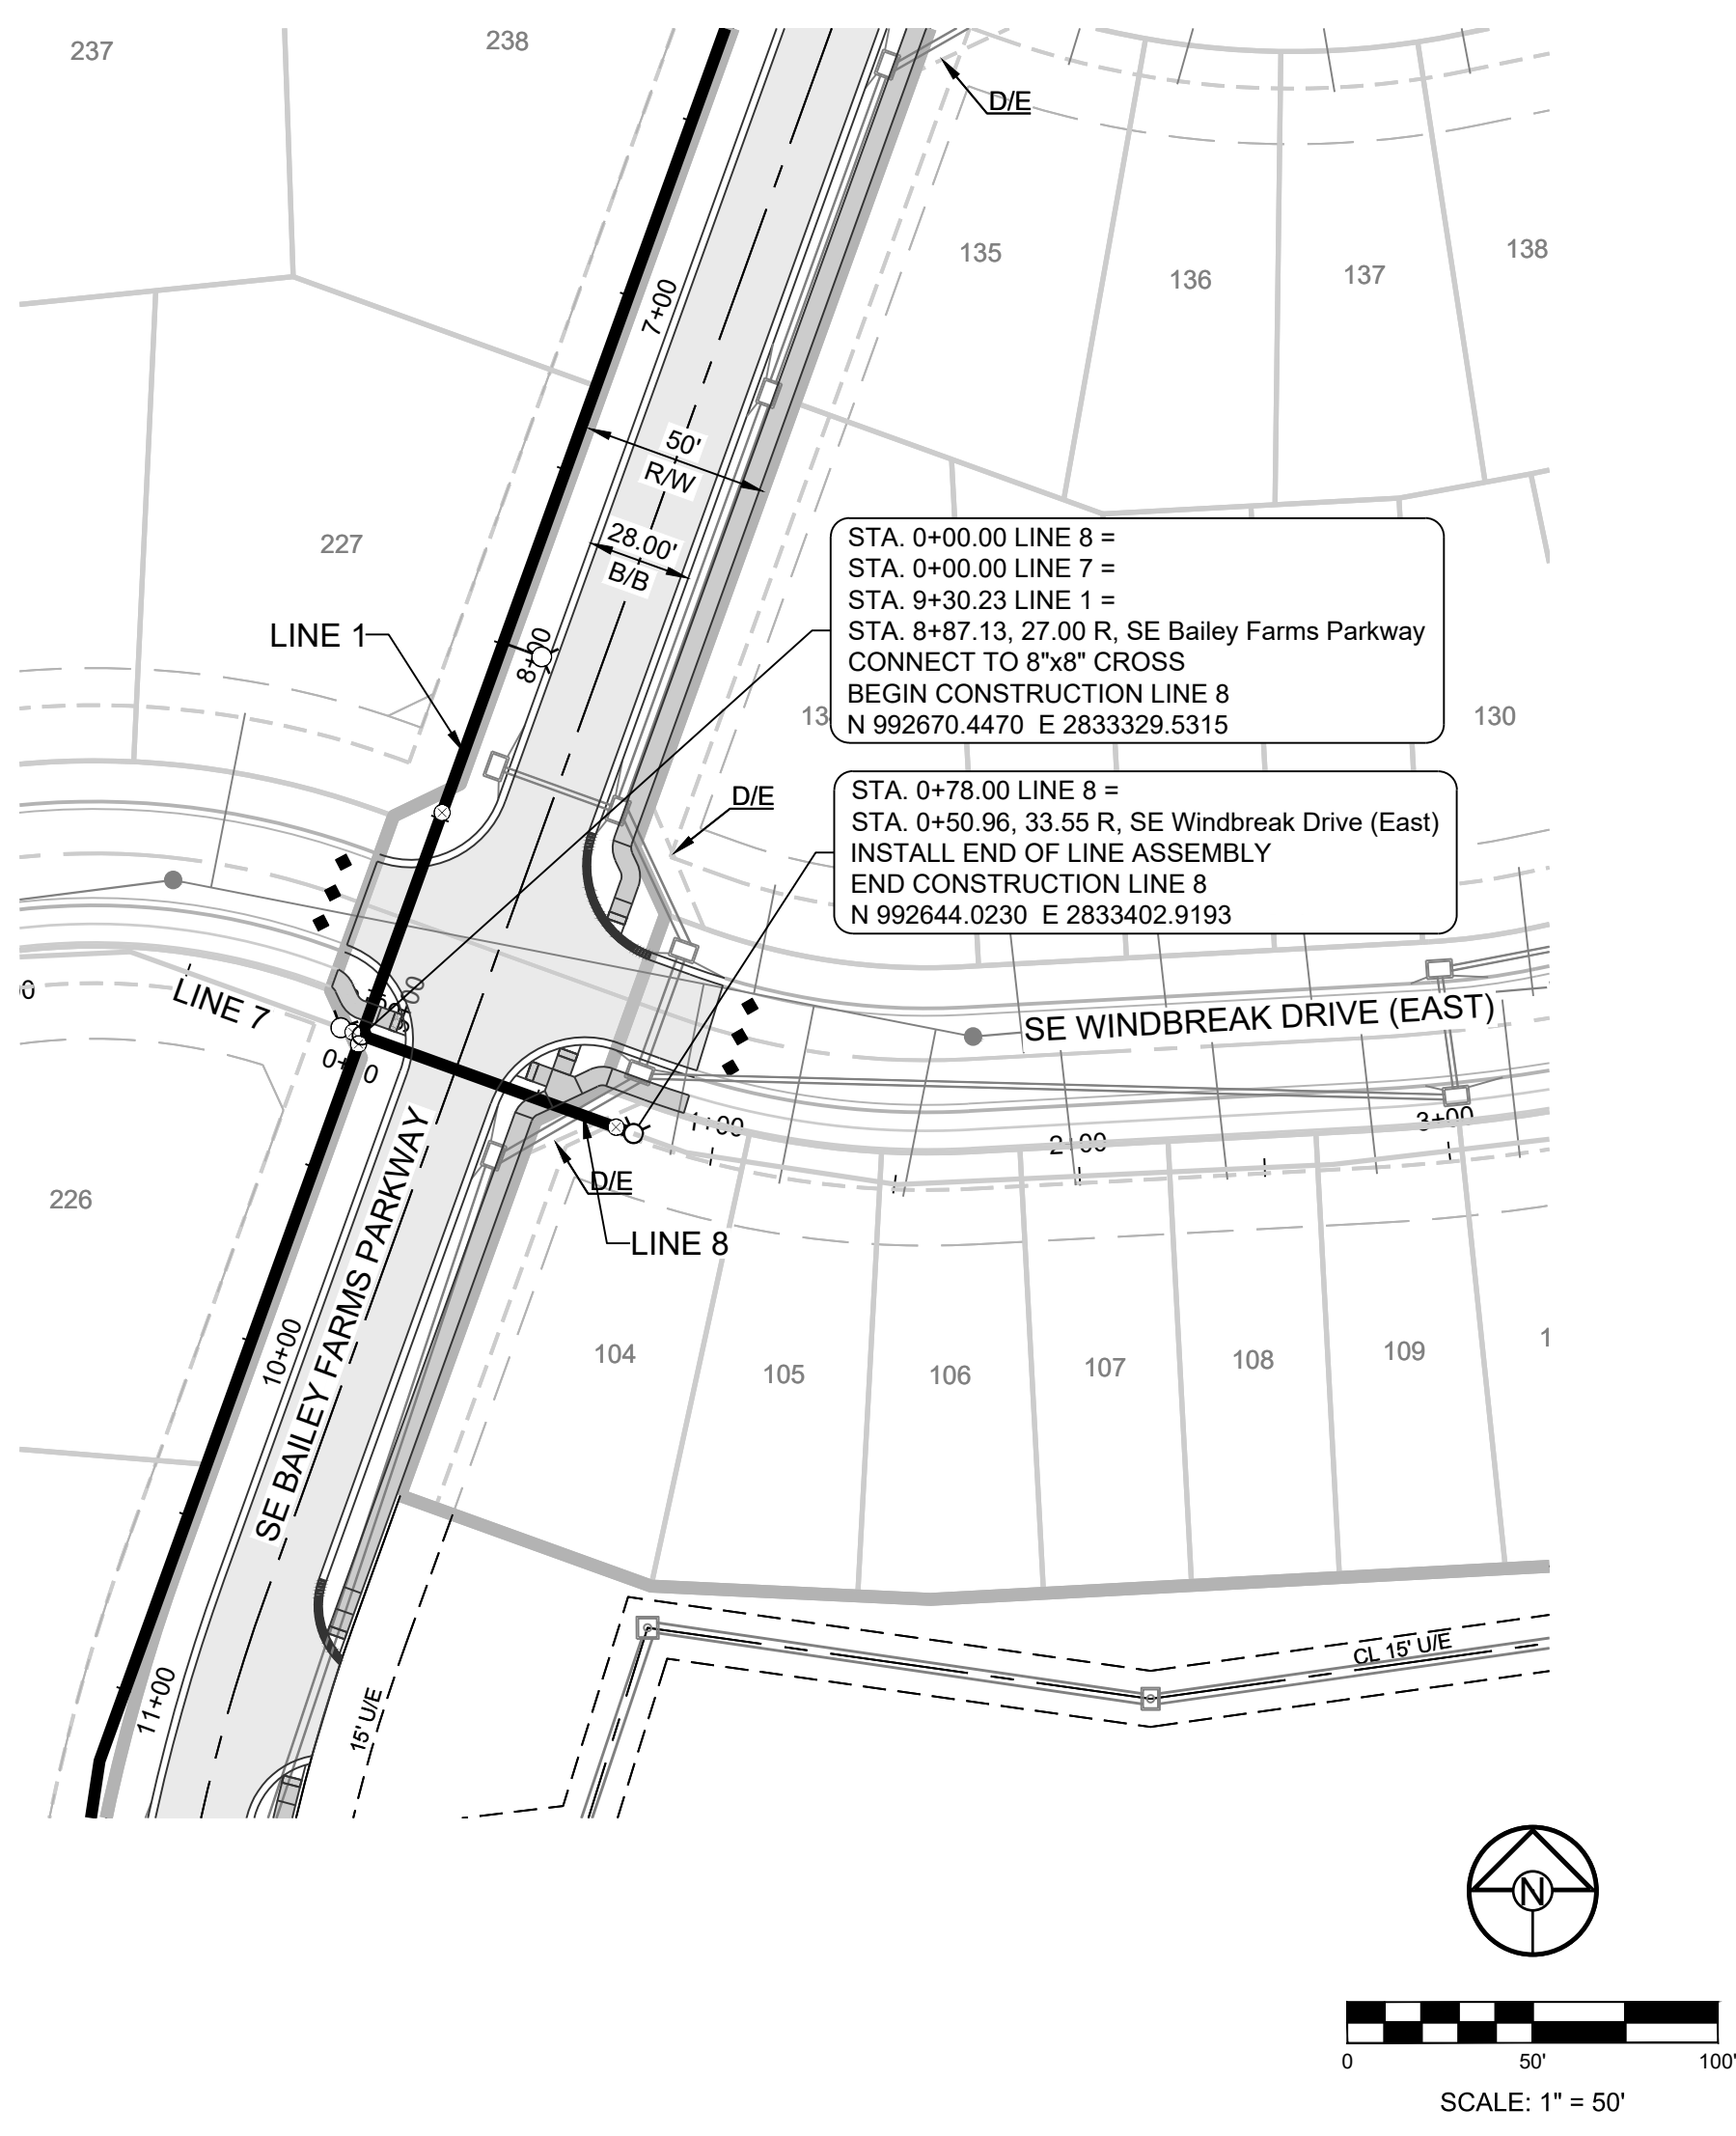 237
238
D/E
135
136
137
138
7+00
50'
R/W
28.00'
B/B
227
LINE 1
8+00
STA. 0+00.00 LINE 8 =
STA. 0+00.00 LINE 7 =
STA. 9+30.23 LINE 1 =
STA. 8+87.13, 27.00 R, SE Bailey Farms Parkway
CONNECT TO 8"x8" CROSS
BEGIN CONSTRUCTION LINE 8
N 992670.4470  E 2833329.5315
130
STA. 0+78.00 LINE 8 =
STA. 0+50.96, 33.55 R, SE Windbreak Drive (East)
INSTALL END OF LINE ASSEMBLY
END CONSTRUCTION LINE 8
N 992644.0230  E 2833402.9193
D/E
LINE 7
SE WINDBREAK DRIVE (EAST)
1+00
2+00
3+00
D/E
LINE 8
226
SE BAILEY FARMS PARKWAY
10+00
104
105
106
107
108
109
11+00
15' U/E
CL 15' U/E
N
0
50'
100'
SCALE: 1" = 50'